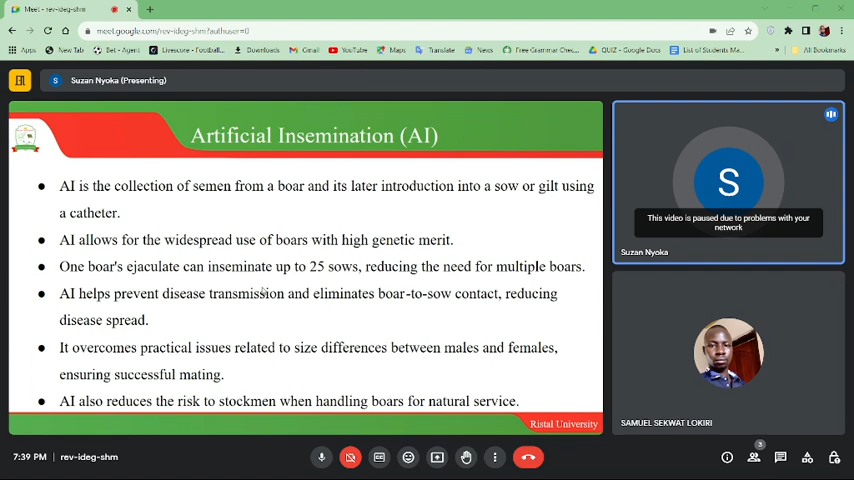 Meet - rev-ideg-shm
meet.google.com/rev-ideg-shm?authuser=0
Apps
New Tab
Bet - Agent
Livescore - Football...
Downloads
Gmail
YouTube
Maps
Translate
News
Free Grammar Chec...
QUIZ - Google Docs
List of Students Ma...
»
All Bookmarks
S
Suzan Nyoka (Presenting)
Artificial Insemination (AI)
● AI is the collection of semen from a boar and its later introduction into a sow or gilt using
a catheter.
● AI allows for the widespread use of boars with high genetic merit.
● One boar's ejaculate can inseminate up to 25 sows, reducing the need for multiple boars.
● AI helps prevent disease transmission and eliminates boar-to-sow contact, reducing
disease spread.
● It overcomes practical issues related to size differences between males and females,
ensuring successful mating.
● AI also reduces the risk to stockmen when handling boars for natural service.
Ristal University
S
This video is paused due to problems with your
network
Suzan Nyoka
SAMUEL SEKWAT LOKIRI
7:39 PM | rev-ideg-shm
3